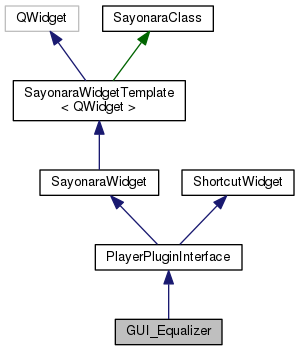 QWidget
SayonaraClass
SayonaraWidgetTemplate
< QWidget >
SayonaraWidget
ShortcutWidget
PlayerPluginInterface
GUI_Equalizer